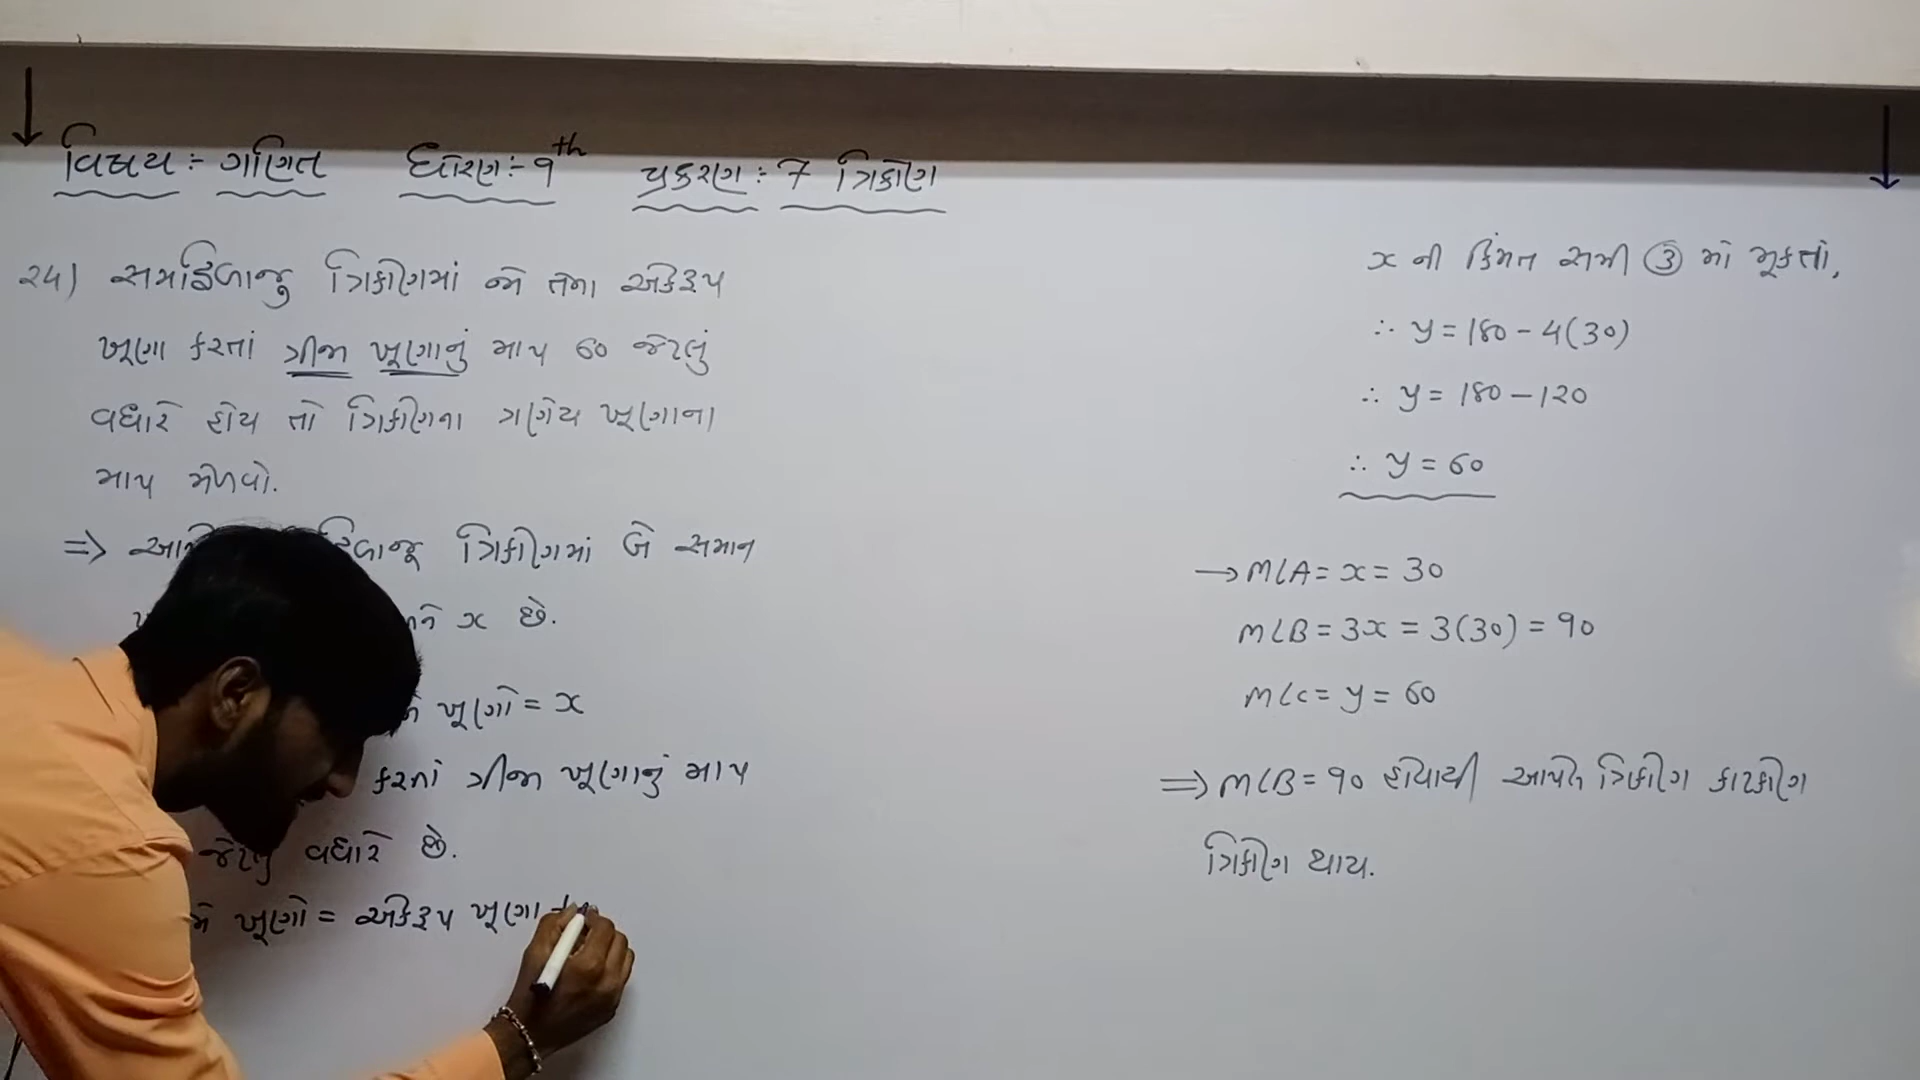 વિષય :- ગણિત ધોરણ :- 9th પ્રકરણ : 7 ત્રિકોણ
24) સમદ્વિબાજુ ત્રિકોણમાં જો તેના એકરૂપ
ખૂણા કરતાં ત્રીજા ખૂણાનું માપ 60 જેટલું
વધારે હોય તો ત્રિકોણના ત્રણેય ખૂણાના
માપ મેળવો.
⇒ ત્રિકોણમાં બે સમાન
x છે.
ખૂણો = x
કરતાં ત્રીજા ખૂણાનું માપ
જેટલું વધારે છે.
ખૂણો = એકરૂપ ખૂણા +
x ની કિંમત સમી ③ માં મૂકતાં,
∴ y = 180 - 4(30)
∴ y = 180 - 120
∴ y = 60
→ m∠A = x = 30
m∠B = 3x = 3(30) = 90
m∠C = y = 60
⇒ m∠B = 90 હોવાથી આપેલ ત્રિકોણ કાટકોણ
ત્રિકોણ થાય.